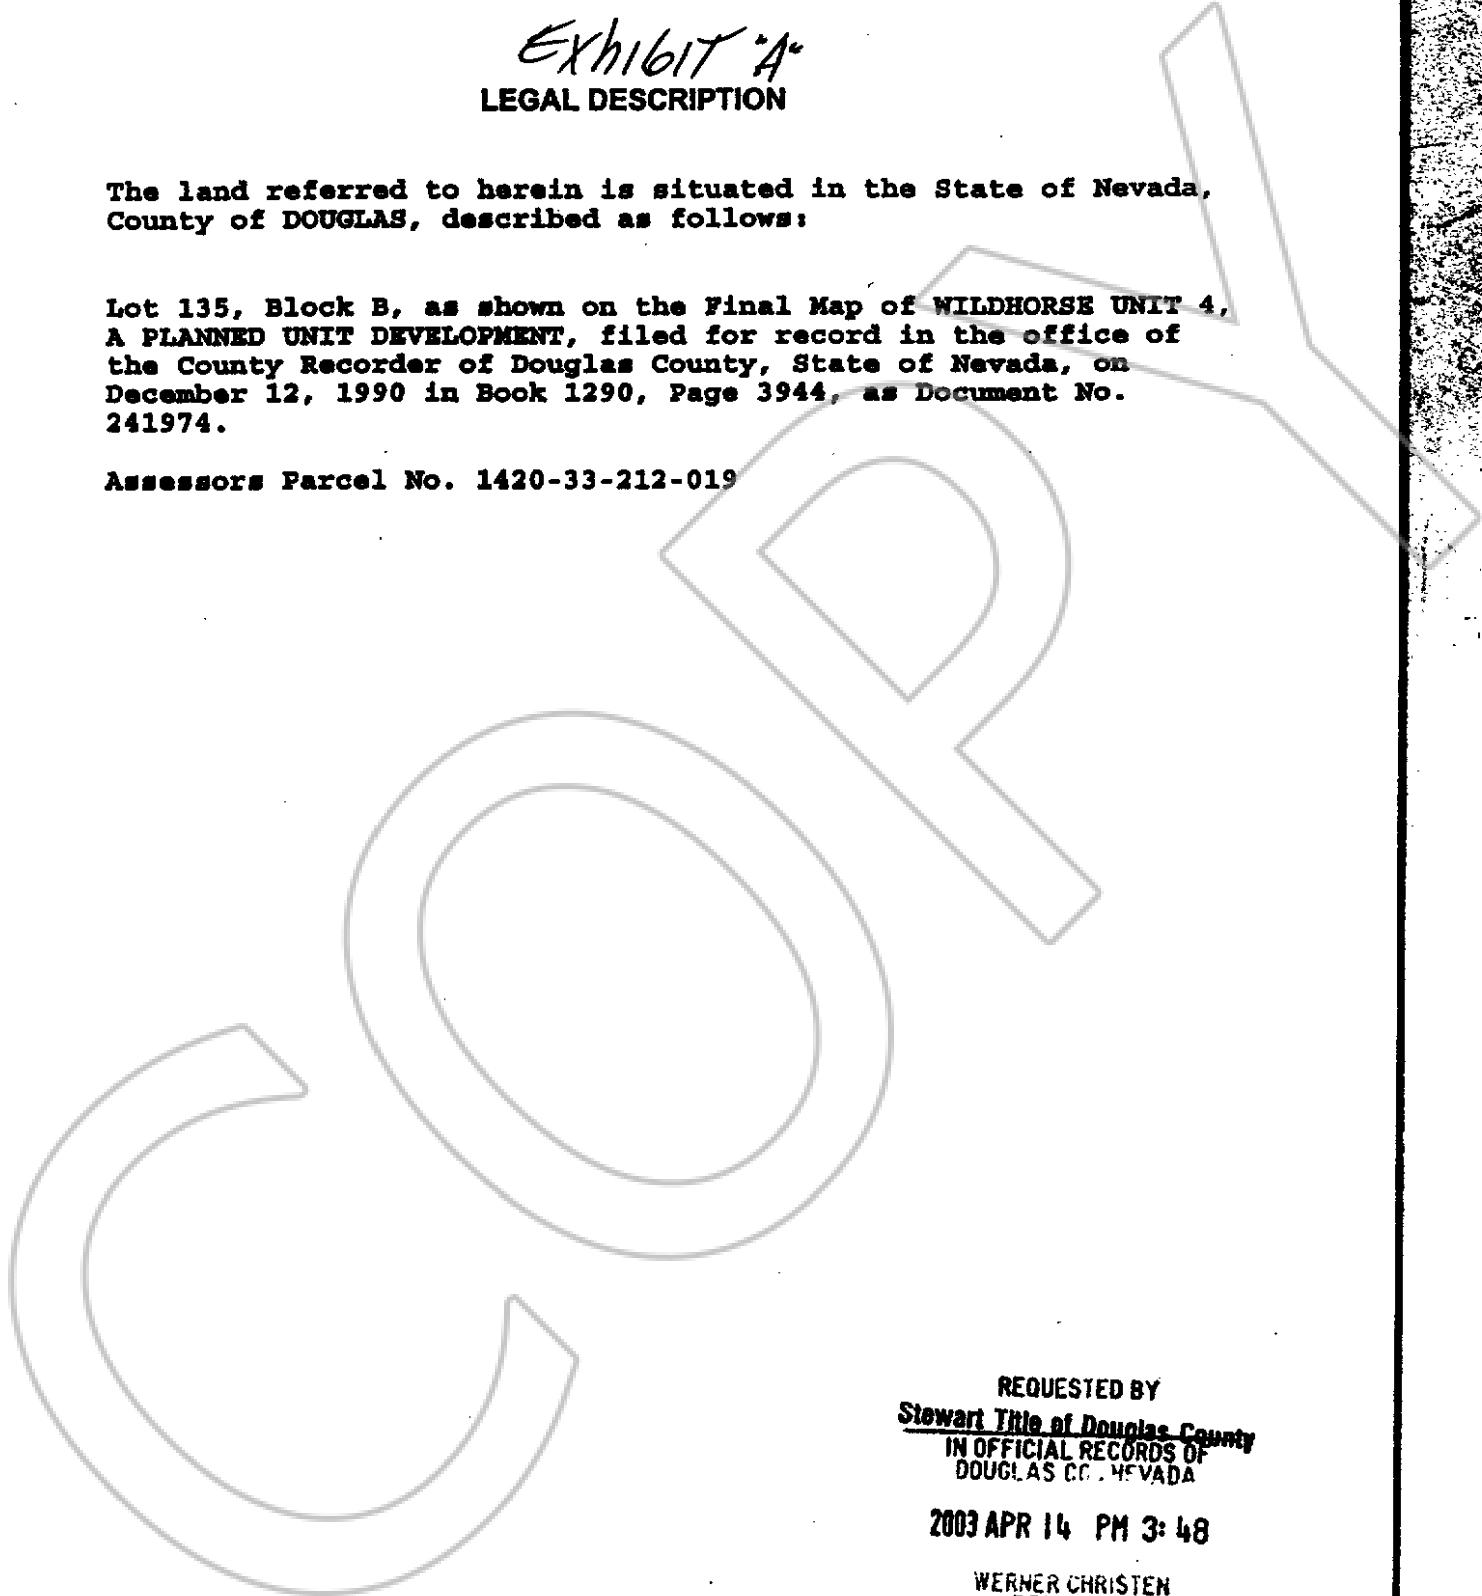 Exhibit "A"
LEGAL DESCRIPTION
The land referred to herein is situated in the State of Nevada,
County of DOUGLAS, described as follows:
Lot 135, Block B, as shown on the Final Map of WILDHORSE UNIT 4,
A PLANNED UNIT DEVELOPMENT, filed for record in the office of
the County Recorder of Douglas County, State of Nevada, on
December 12, 1990 in Book 1290, Page 3944, as Document No.
241974.
Assessors Parcel No. 1420-33-212-019
COPY
REQUESTED BY
Stewart Title of Douglas County
IN OFFICIAL RECORDS OF
DOUGLAS CO. NEVADA
2003 APR 14 PM 3:48
WERNER CHRISTEN